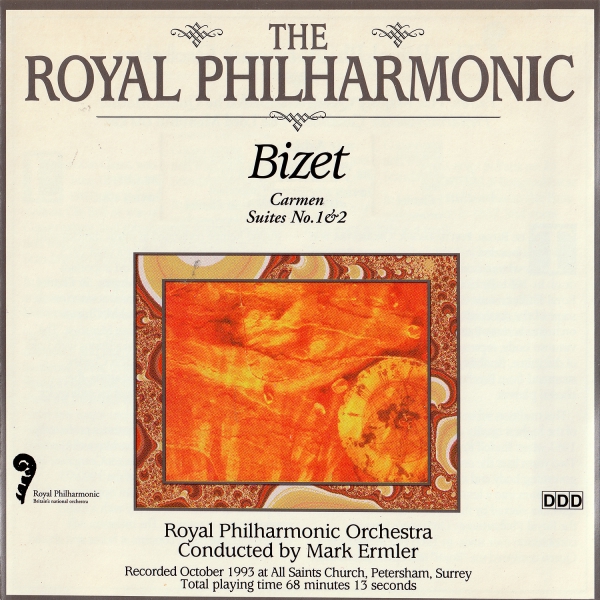 THE
ROYAL PHILHARMONIC
Bizet
Carmen
Suites No.1&2
Royal Philharmonic
Britain's national orchestra
DDD
Royal Philharmonic Orchestra
Conducted by Mark Ermler
Recorded October 1993 at All Saints Church, Petersham, Surrey
Total playing time 68 minutes 13 seconds